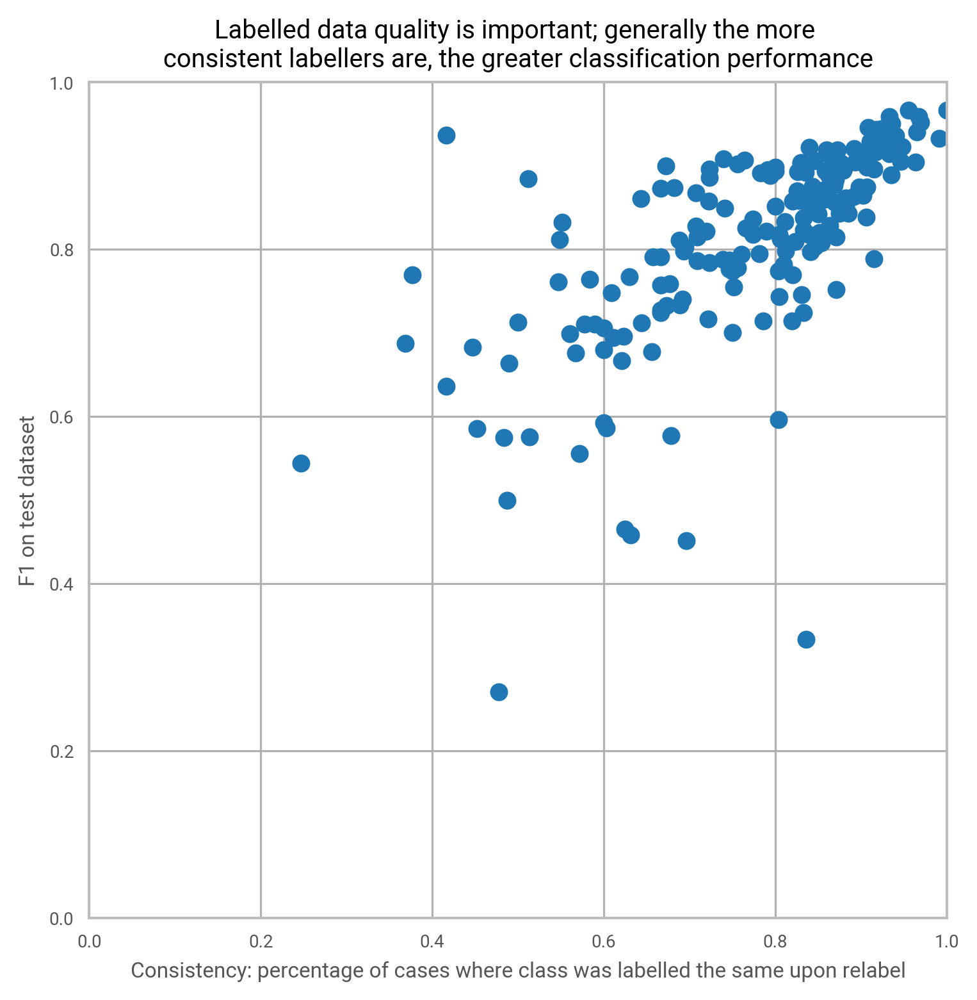 Labelled data quality is important; generally the more
consistent labellers are, the greater classification performance
1.0
0.8
0.6
0.4
0.2
0.0
F1 on test dataset
0.0 0.2 0.4 0.6 0.8 1.0
Consistency: percentage of cases where class was labelled the same upon relabel